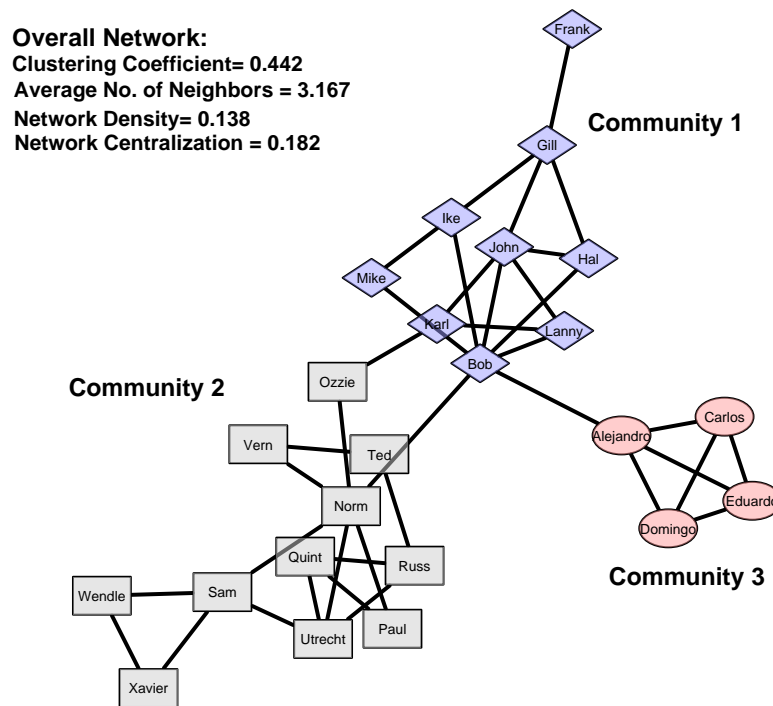 Overall Network:
Clustering Coefficient= 0.442
Average No. of Neighbors = 3.167
Network Density= 0.138
Network Centralization = 0.182
Frank
Community 1
Gill
Ike
John
Hal
Mike
Karl
Lanny
Bob
Community 2
Ozzie
Carlos
Alejandro
Vern
Ted
Eduardo
Norm
Domingo
Quint
Russ
Community 3
Wendle
Sam
Utrecht
Paul
Xavier